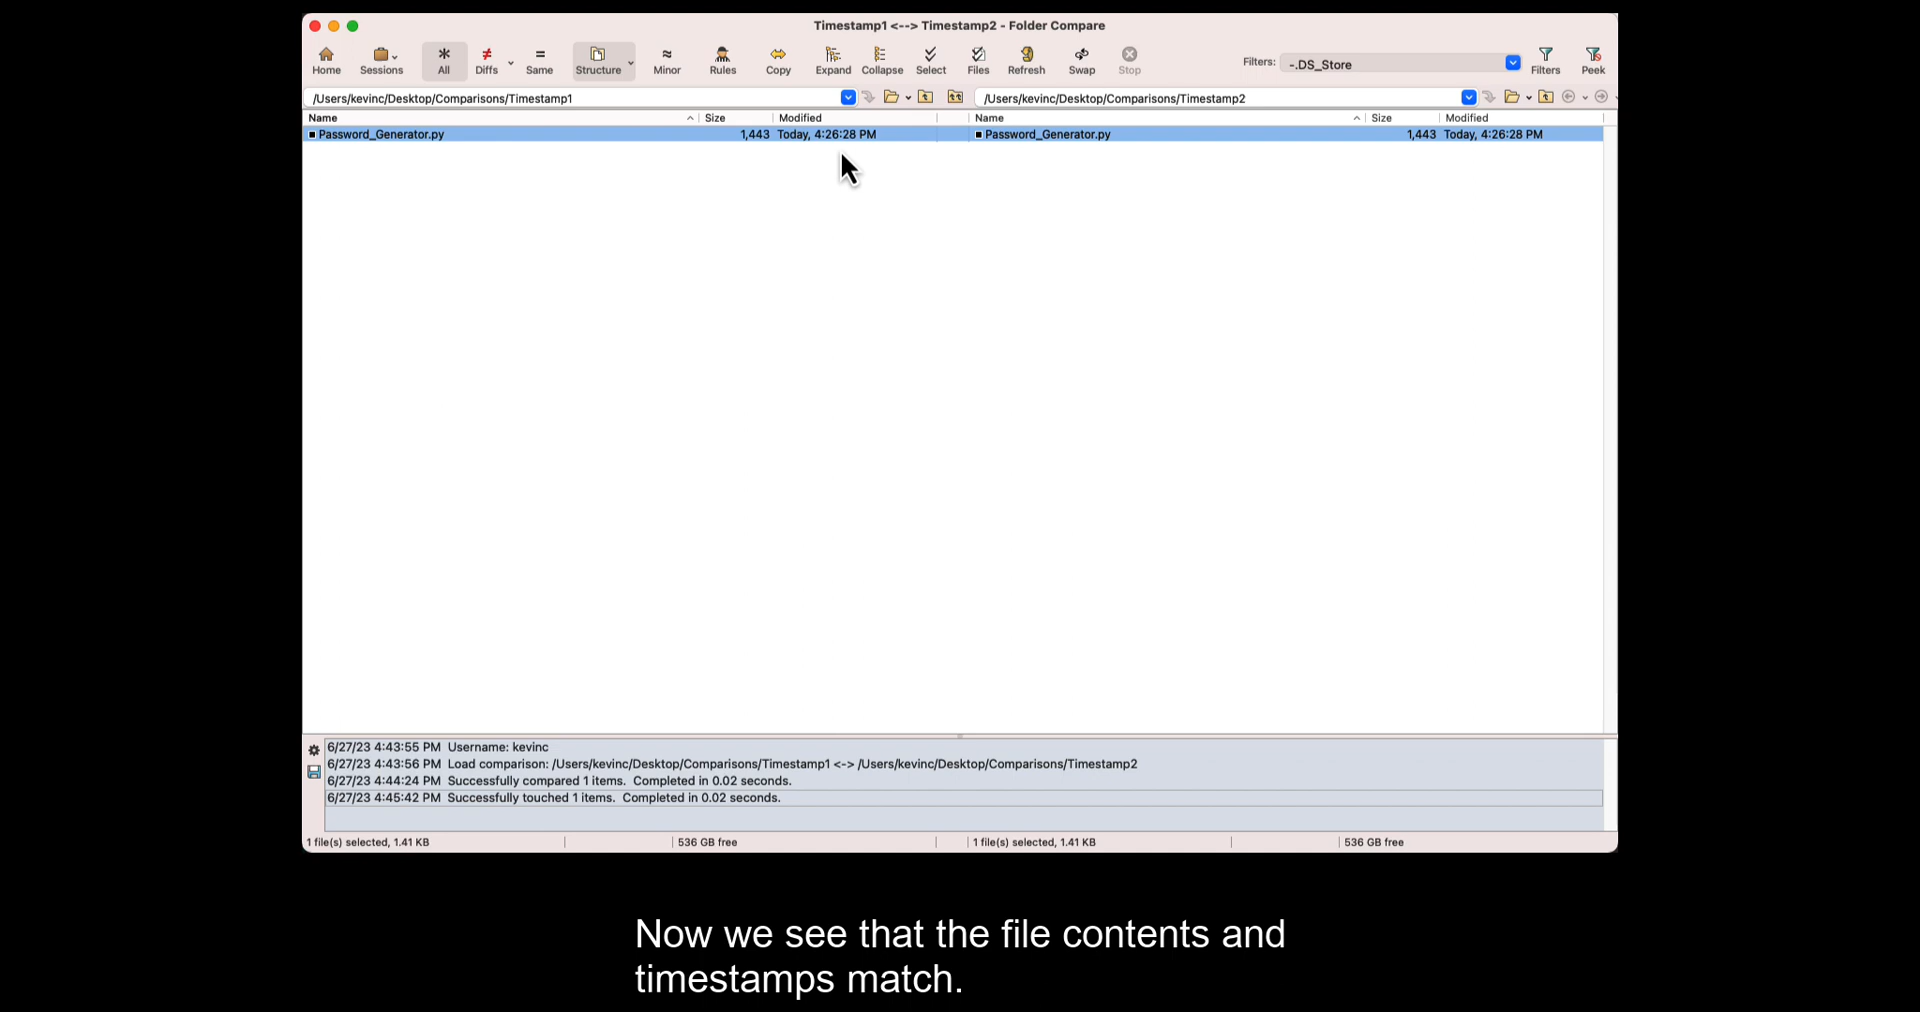 Timestamp1 <--> Timestamp2 - Folder Compare
Home Sessions All Diffs Same Structure Minor Rules Copy Expand Collapse Select Files Refresh Swap Stop Filters: -.DS_Store Filters Peek
/Users/kevinc/Desktop/Comparisons/Timestamp1 /Users/kevinc/Desktop/Comparisons/Timestamp2
Name Size Modified Name Size Modified
Password_Generator.py 1,443 Today, 4:26:28 PM Password_Generator.py 1,443 Today, 4:26:28 PM
6/27/23 4:43:55 PM Username: kevinc
6/27/23 4:43:56 PM Load comparison: /Users/kevinc/Desktop/Comparisons/Timestamp1 <-> /Users/kevinc/Desktop/Comparisons/Timestamp2
6/27/23 4:44:24 PM Successfully compared 1 items. Completed in 0.02 seconds.
6/27/23 4:45:42 PM Successfully touched 1 items. Completed in 0.02 seconds.
1 file(s) selected, 1.41 KB 536 GB free 1 file(s) selected, 1.41 KB 536 GB free
Now we see that the file contents and
timestamps match.